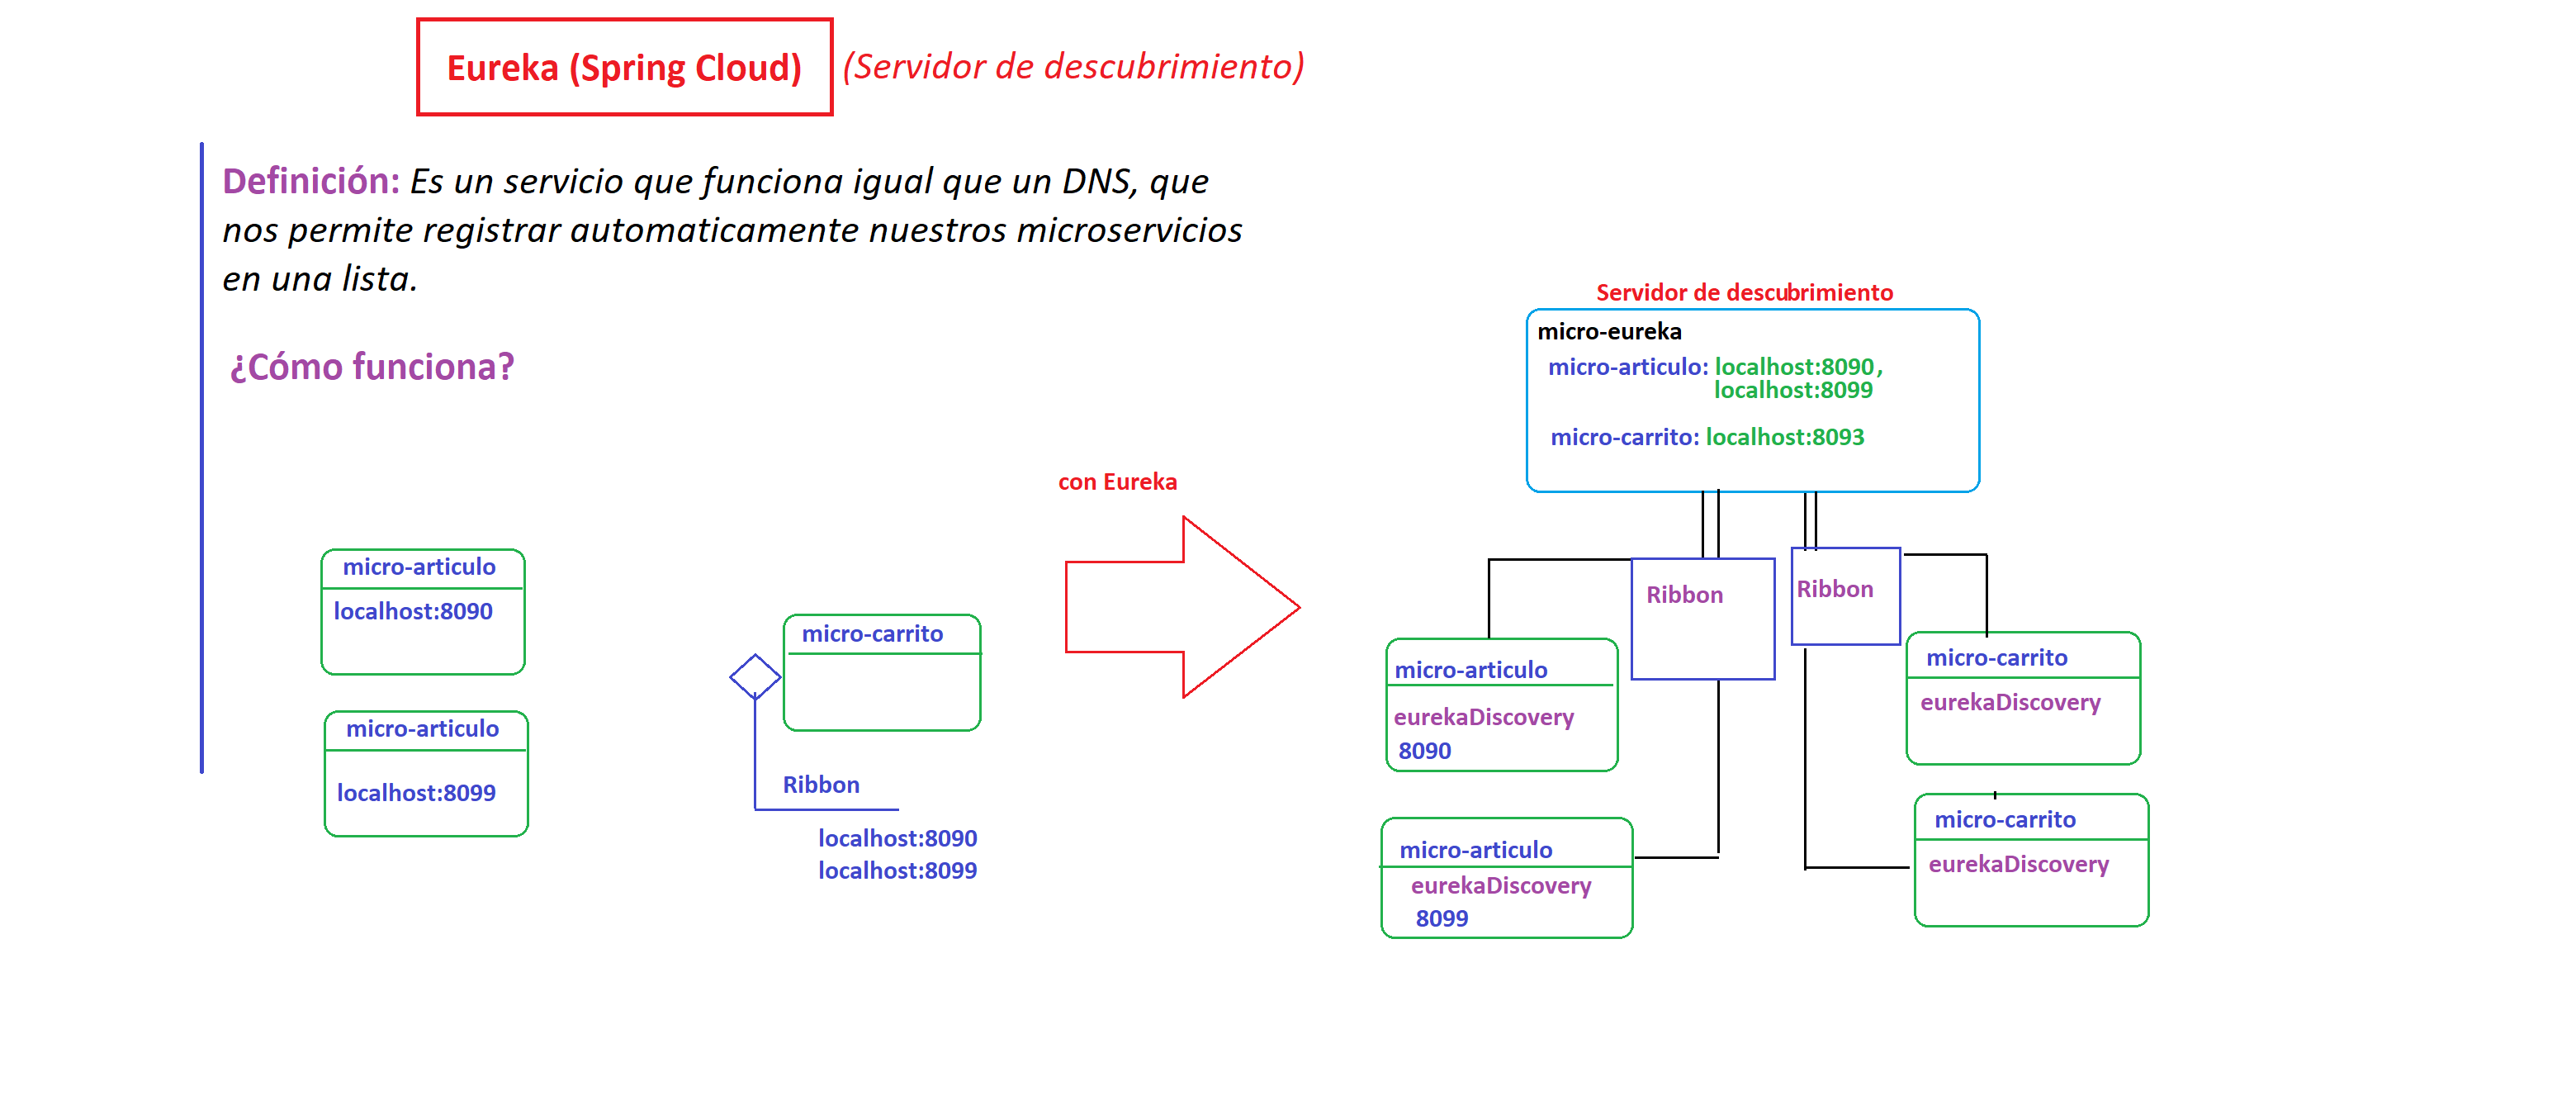 Eureka (Spring Cloud) (Servidor de descubrimiento)
Definición: Es un servicio que funciona igual que un DNS, que
nos permite registrar automaticamente nuestros microservicios
en una lista.
¿Cómo funciona?
micro-articulo
localhost:8090
micro-articulo
localhost:8099
micro-carrito
Ribbon
localhost:8090
localhost:8099
con Eureka
Servidor de descubrimiento
micro-eureka
micro-articulo: localhost:8090,
localhost:8099
micro-carrito: localhost:8093
Ribbon
Ribbon
micro-articulo
eurekaDiscovery
8090
micro-articulo
eurekaDiscovery
8099
micro-carrito
eurekaDiscovery
micro-carrito
eurekaDiscovery